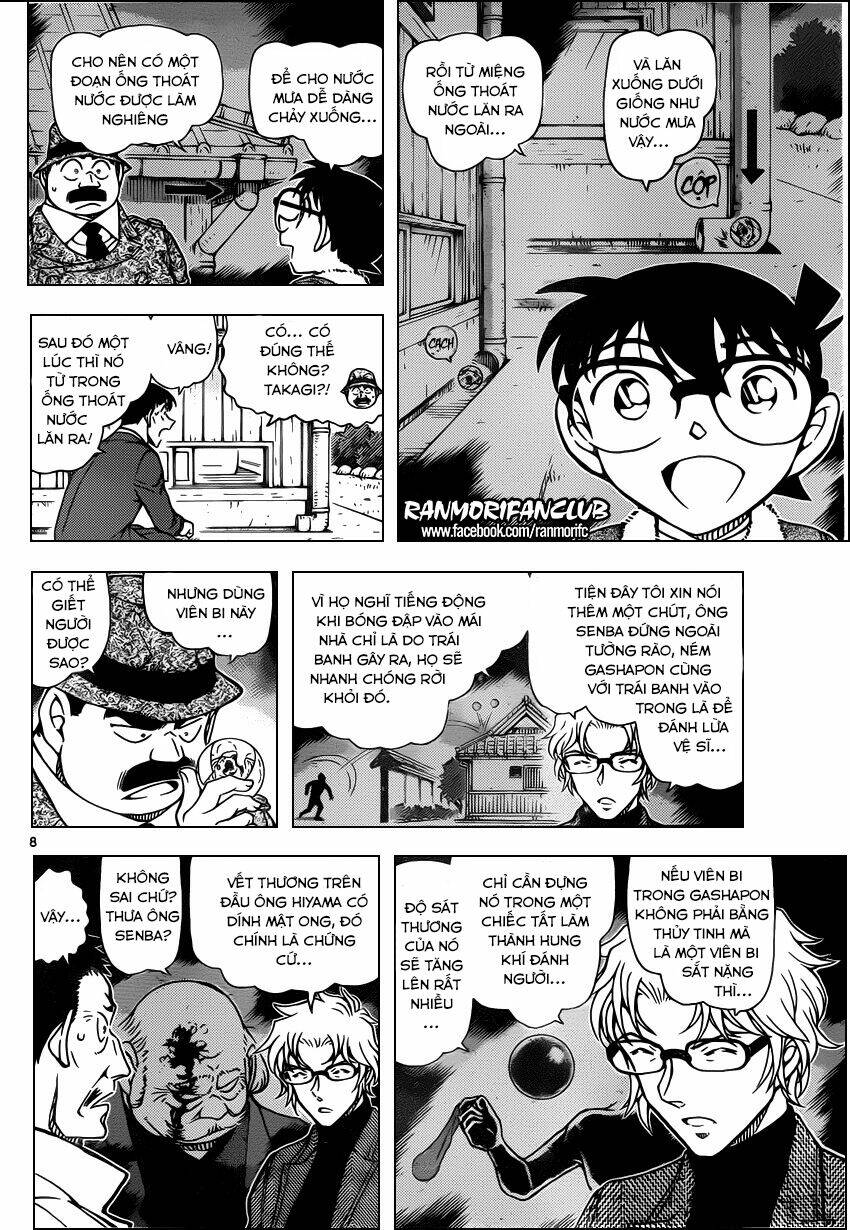 CHO NÊN CÓ MỘT
ĐOẠN ỐNG THOÁT
NƯỚC ĐƯỢC LÀM
NGHIÊNG
ĐỂ CHO NƯỚC
MƯA DỄ DÀNG
CHẢY XUỐNG...
RỒI TỪ MIỆNG
ỐNG THOÁT
NƯỚC LĂN RA
NGOÀI...
VÀ LĂN
XUỐNG DƯỚI
GIỐNG NHƯ
NƯỚC MƯA
VẬY...
CỘP
CẠCH
RANMORIFANCLUB
www.facebook.com/ranmorifc
SAU ĐÓ MỘT
LÚC THÌ NÓ
TỪ TRONG
ỐNG THOÁT
NƯỚC
LĂN RA!
VÂNG!
CÓ... CÓ
ĐÚNG THẾ
KHÔNG?
TAKAGI?!
CÓ THỂ
GIẾT
NGƯỜI
ĐƯỢC
SAO?
NHƯNG DÙNG
VIÊN BI NÀY
...
VÌ HỌ NGHĨ TIẾNG ĐỘNG
KHI BÓNG ĐẬP VÀO MÁI
NHÀ CHỈ LÀ DO TRÁI
BANH GÂY RA, HỌ SẼ
NHANH CHÓNG RỜI
KHỎI ĐÓ.
TIỆN ĐÂY TÔI XIN NÓI
THÊM MỘT CHÚT, ÔNG
SENBA ĐỨNG NGOÀI
TƯỜNG RÀO, NÉM
GASHAPON CÙNG
VỚI TRÁI BANH VÀO
TRONG LÀ ĐỂ
ĐÁNH LỪA
VỆ SĨ...
8
VẬY...
KHÔNG
SAI CHỨ?
THƯA ÔNG
SENBA?
VẾT THƯƠNG TRÊN
ĐẦU ÔNG HIYAMA CÓ
DÍNH MẬT ONG, ĐÓ
CHÍNH LÀ CHỨNG
CỨ...
ĐỘ SÁT
THƯƠNG
CỦA NÓ
SẼ TĂNG
LÊN RẤT
NHIỀU
...
CHỈ CẦN ĐỰNG
NÓ TRONG MỘT
CHIẾC TẤT LÀM
THÀNH HUNG
KHÍ ĐÁNH
NGƯỜI...
NẾU VIÊN BI
TRONG GASHAPON
KHÔNG PHẢI BẰNG
THỦY TINH MÀ
LÀ MỘT VIÊN BI
SẮT NẶNG
THÌ...